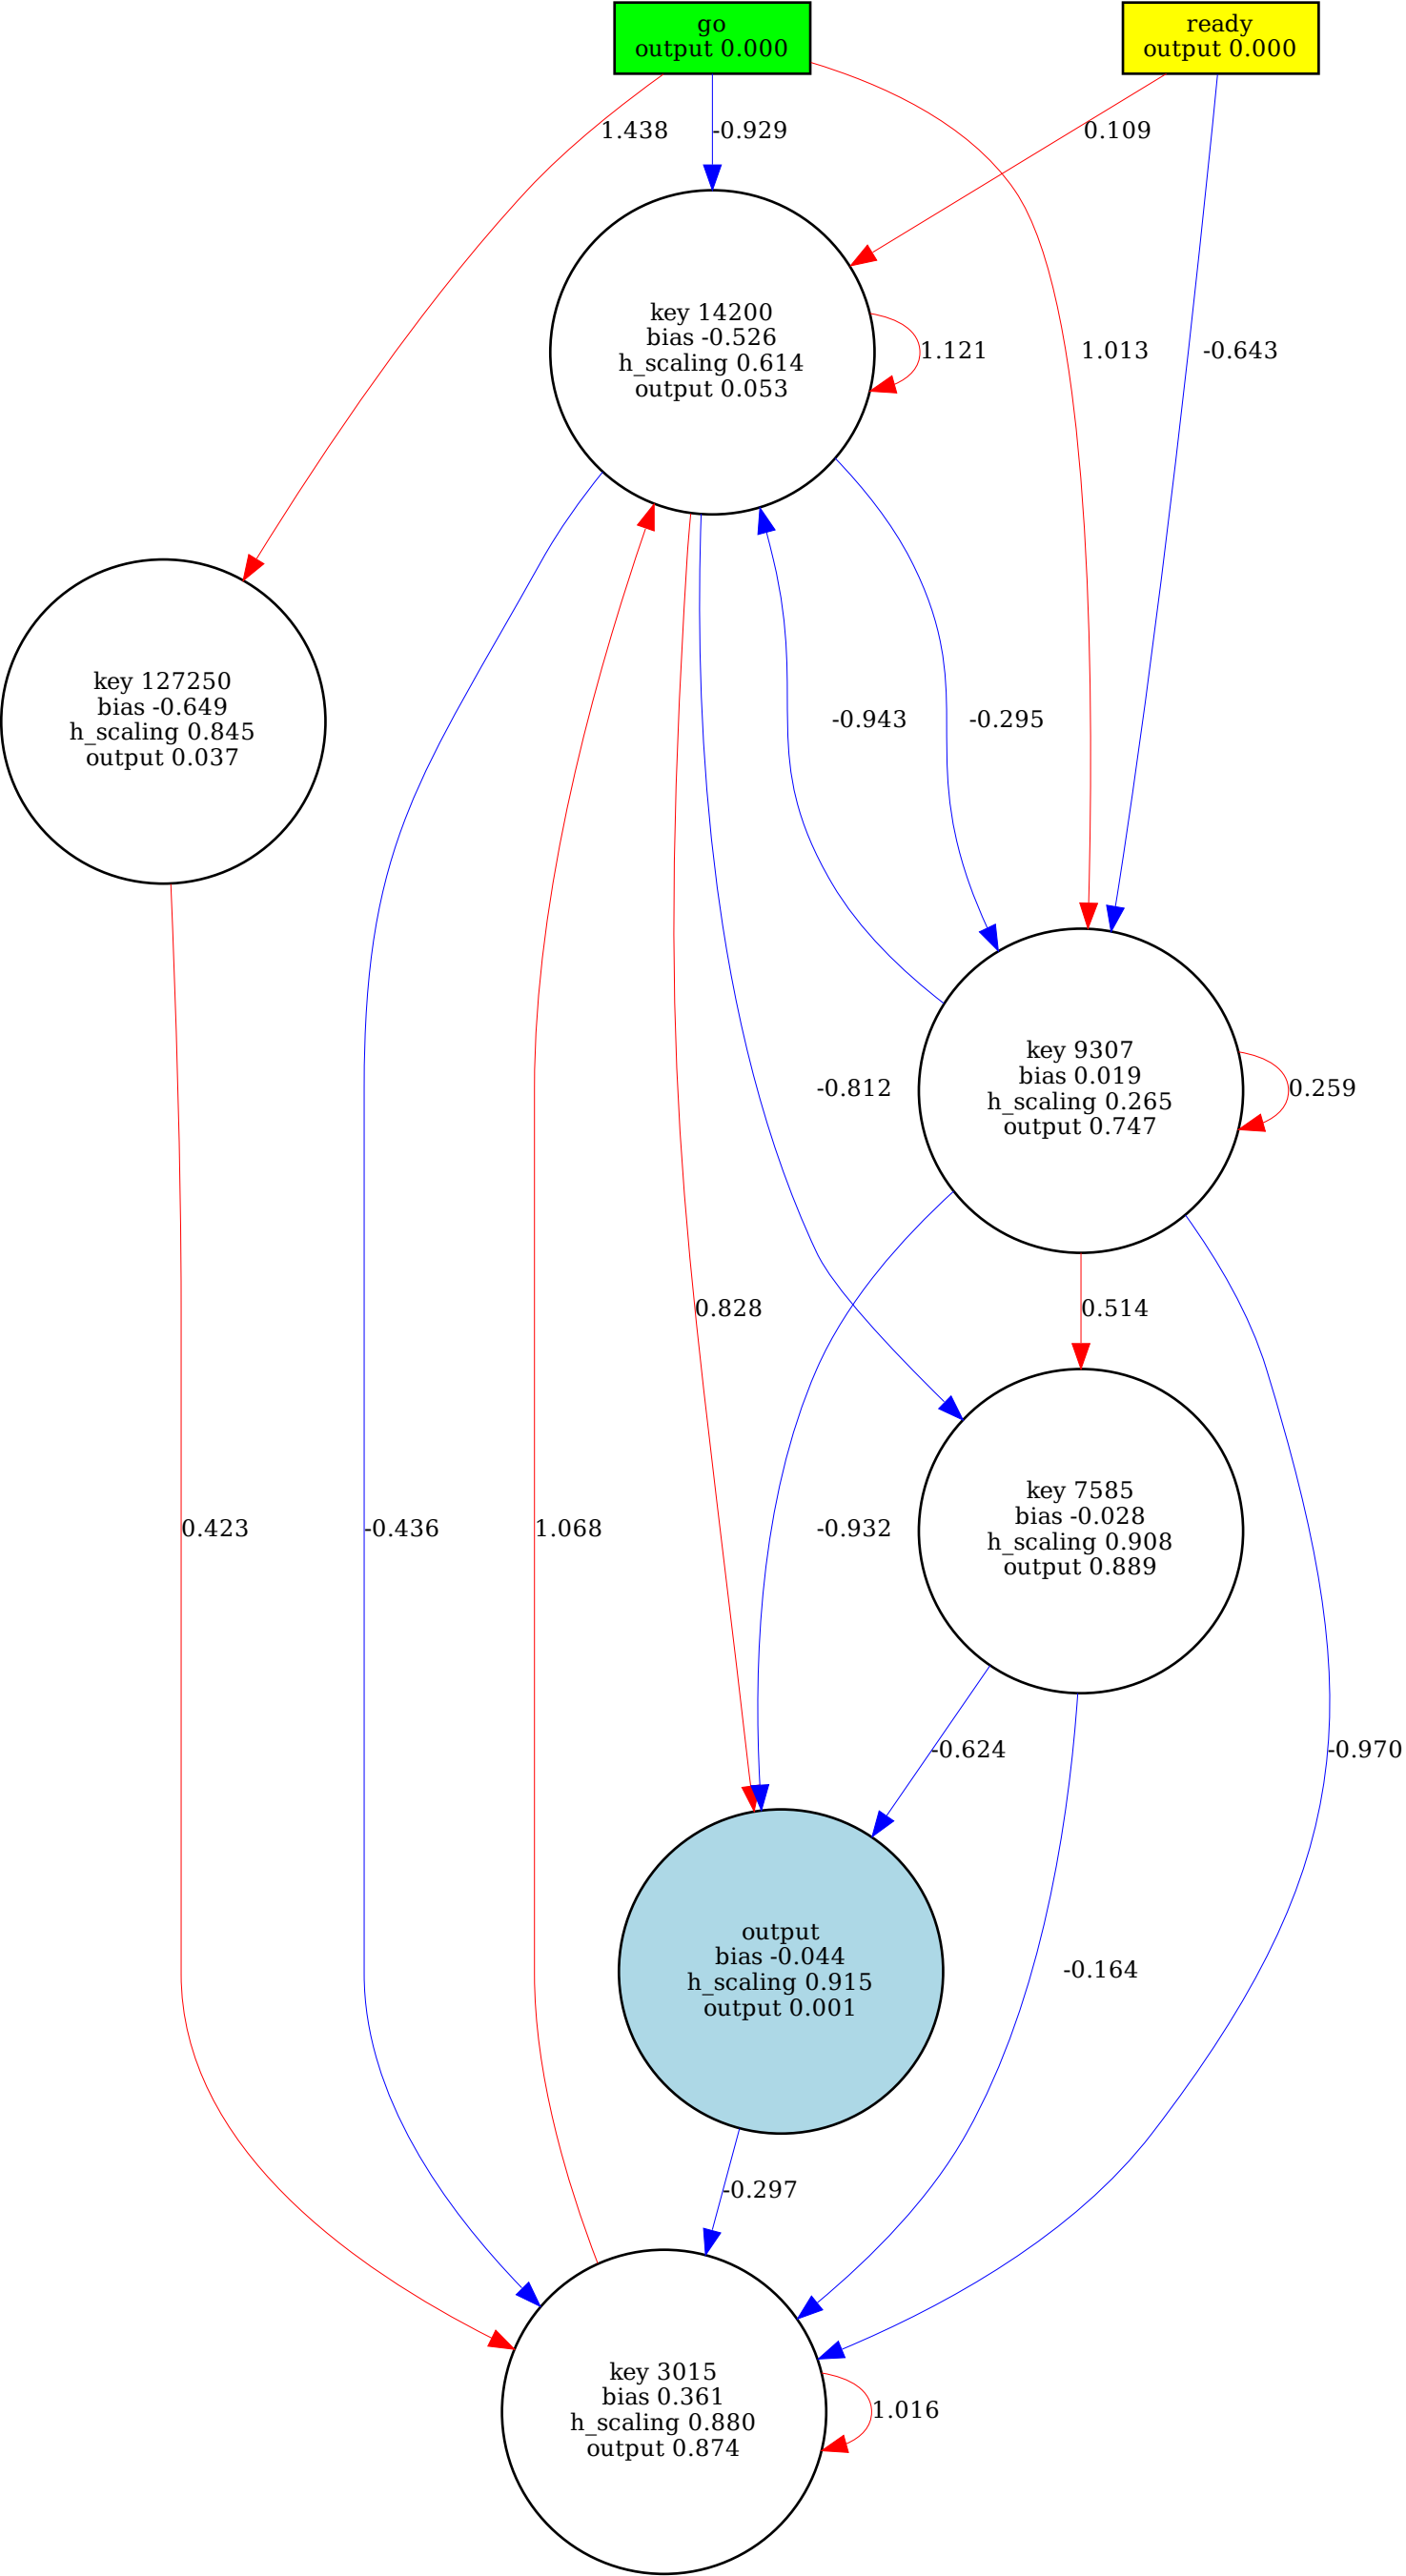 go
output 0.000
ready
output 0.000
1.438
-0.929
0.109
key 14200
bias -0.526
h_scaling 0.614
output 0.053
1.121
1.013
-0.643
key 127250
bias -0.649
h_scaling 0.845
output 0.037
-0.943
-0.295
key 9307
bias 0.019
h_scaling 0.265
output 0.747
-0.812
0.259
0.828
0.514
key 7585
bias -0.028
h_scaling 0.908
output 0.889
0.423
-0.436
1.068
-0.932
-0.624
-0.970
output
bias -0.044
h_scaling 0.915
output 0.001
-0.164
-0.297
key 3015
bias 0.361
h_scaling 0.880
output 0.874
1.016